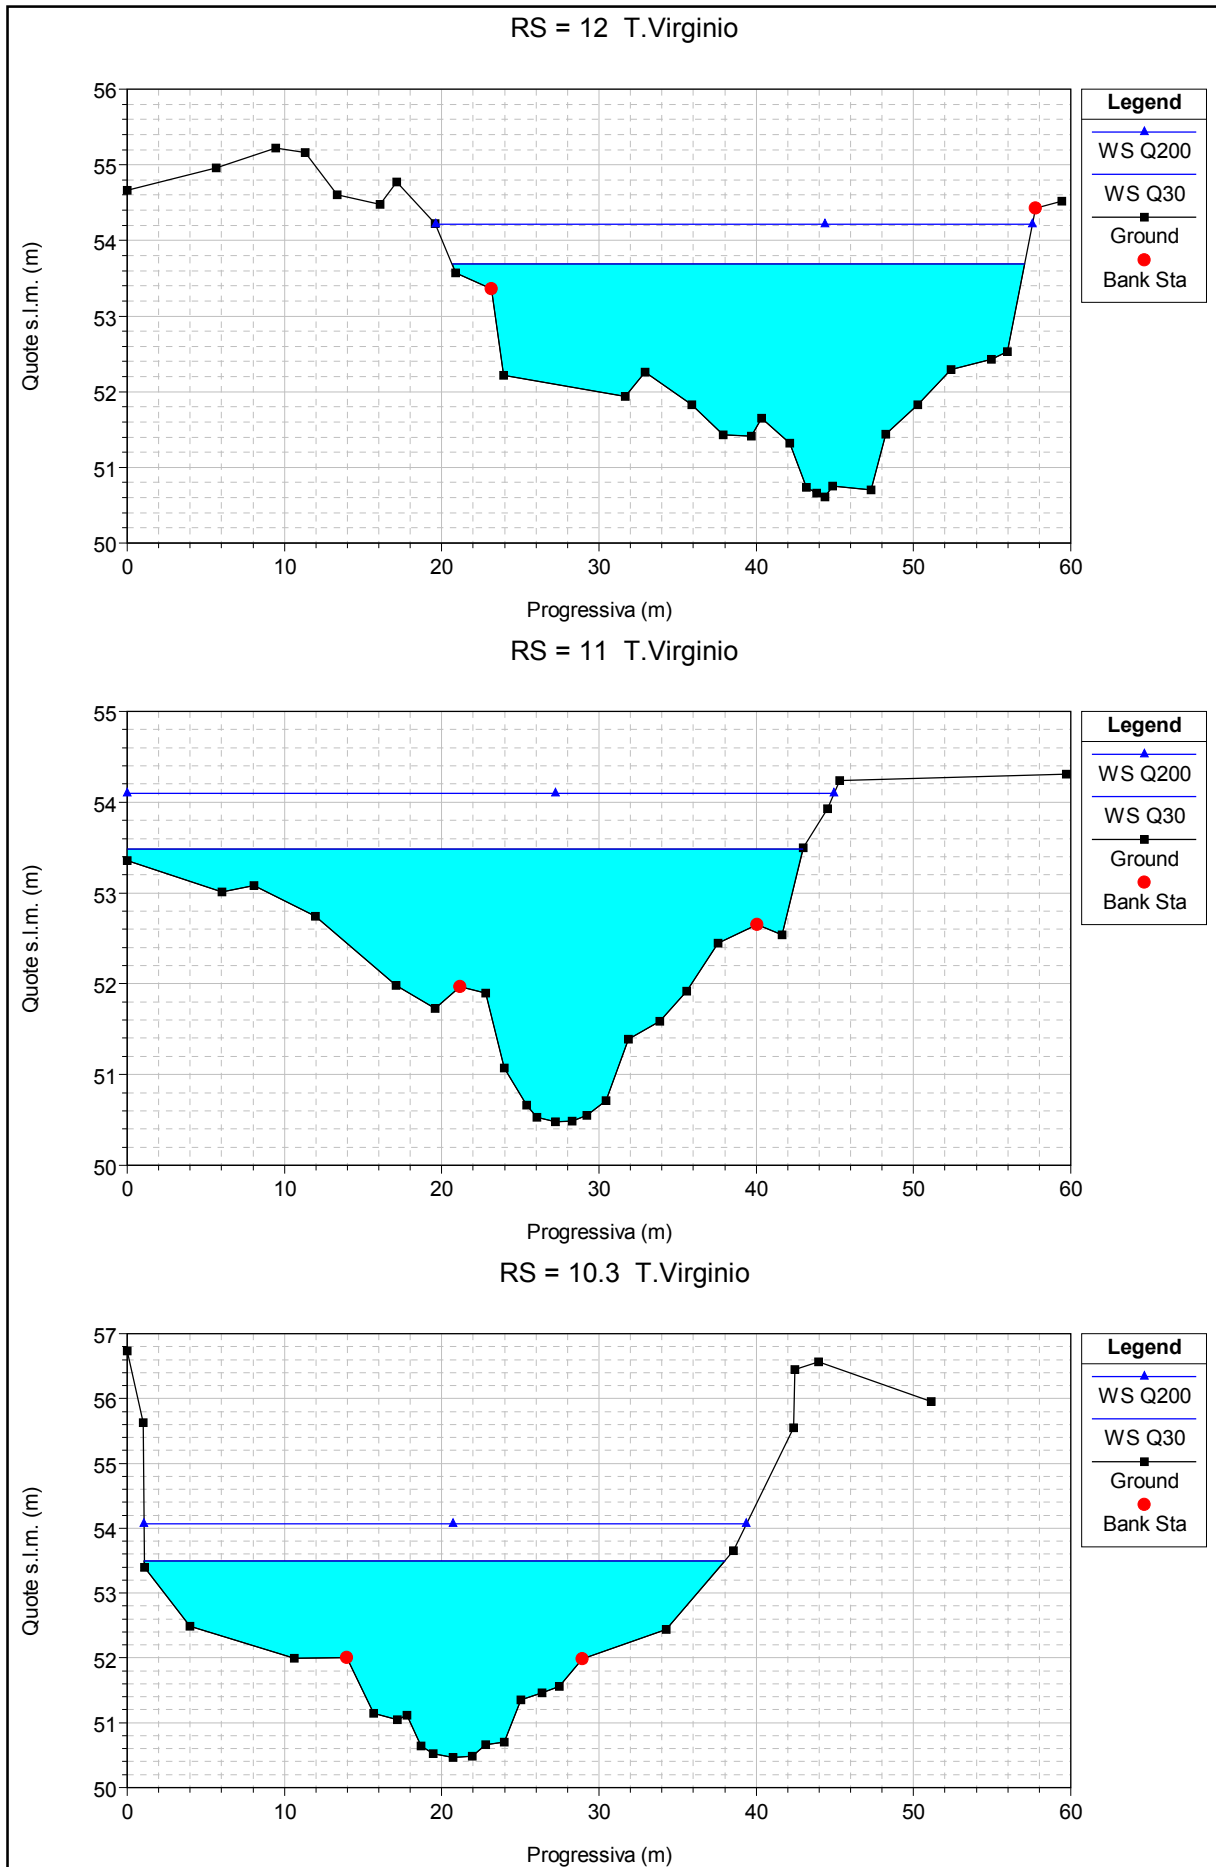 RS = 12 T.Virginio
56
55
54
53
52
51
50
Quote s.l.m. (m)
0 10 20 30 40 50 60
Progressiva (m)
Legend
WS Q200
WS Q30
Ground
Bank Sta
RS = 11 T.Virginio
55
54
53
52
51
50
Quote s.l.m. (m)
0 10 20 30 40 50 60
Progressiva (m)
Legend
WS Q200
WS Q30
Ground
Bank Sta
RS = 10.3 T.Virginio
57
56
55
54
53
52
51
50
Quote s.l.m. (m)
0 10 20 30 40 50 60
Progressiva (m)
Legend
WS Q200
WS Q30
Ground
Bank Sta